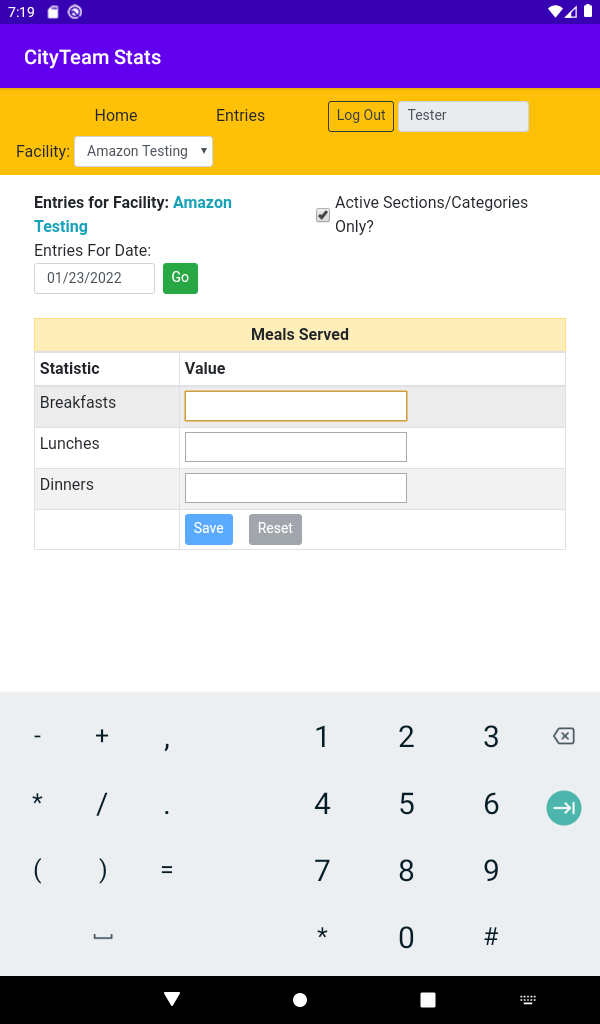 7:19
CityTeam Stats
Home Entries Log Out Tester
Facility: Amazon Testing
Entries for Facility: Amazon Testing
Active Sections/Categories Only?
Entries For Date:
01/23/2022 Go
Meals Served
Statistic Value
Breakfasts
Lunches
Dinners
Save Reset
- + , 1 2 3
* / . 4 5 6
( ) = 7 8 9
* 0 #